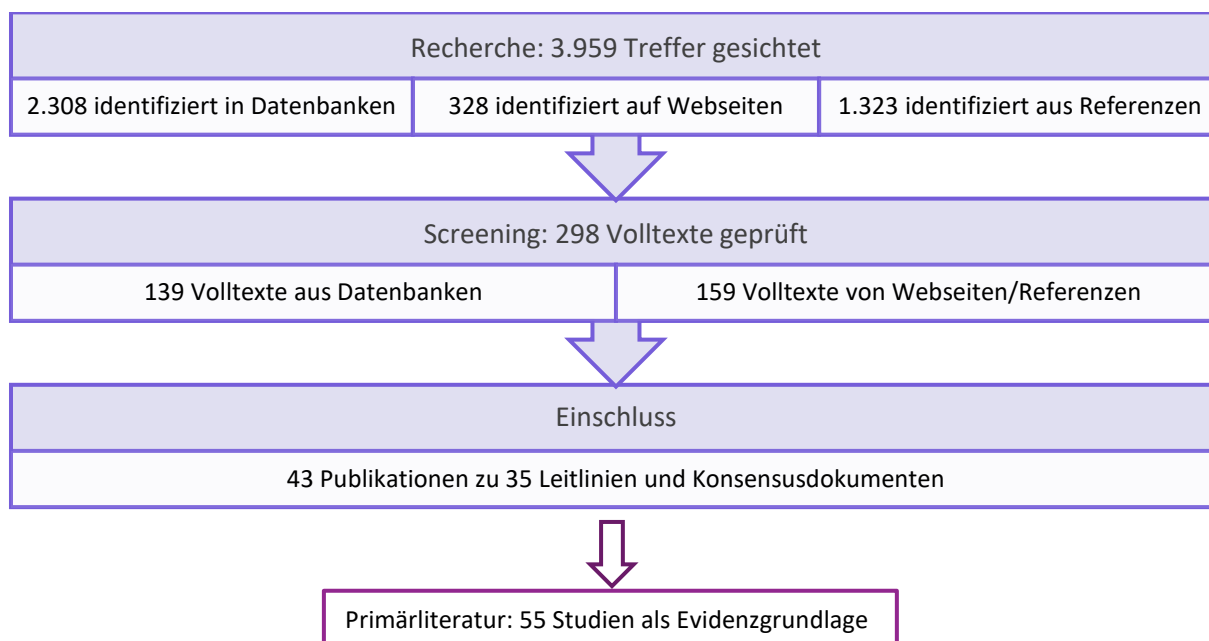 Recherche: 3.959 Treffer gesichtet
2.308 identifiziert in Datenbanken
328 identifiziert auf Webseiten
1.323 identifiziert aus Referenzen
Screening: 298 Volltexte geprüft
139 Volltexte aus Datenbanken
159 Volltexte von Webseiten/Referenzen
Einschluss
43 Publikationen zu 35 Leitlinien und Konsensusdokumenten
Primärliteratur: 55 Studien als Evidenzgrundlage